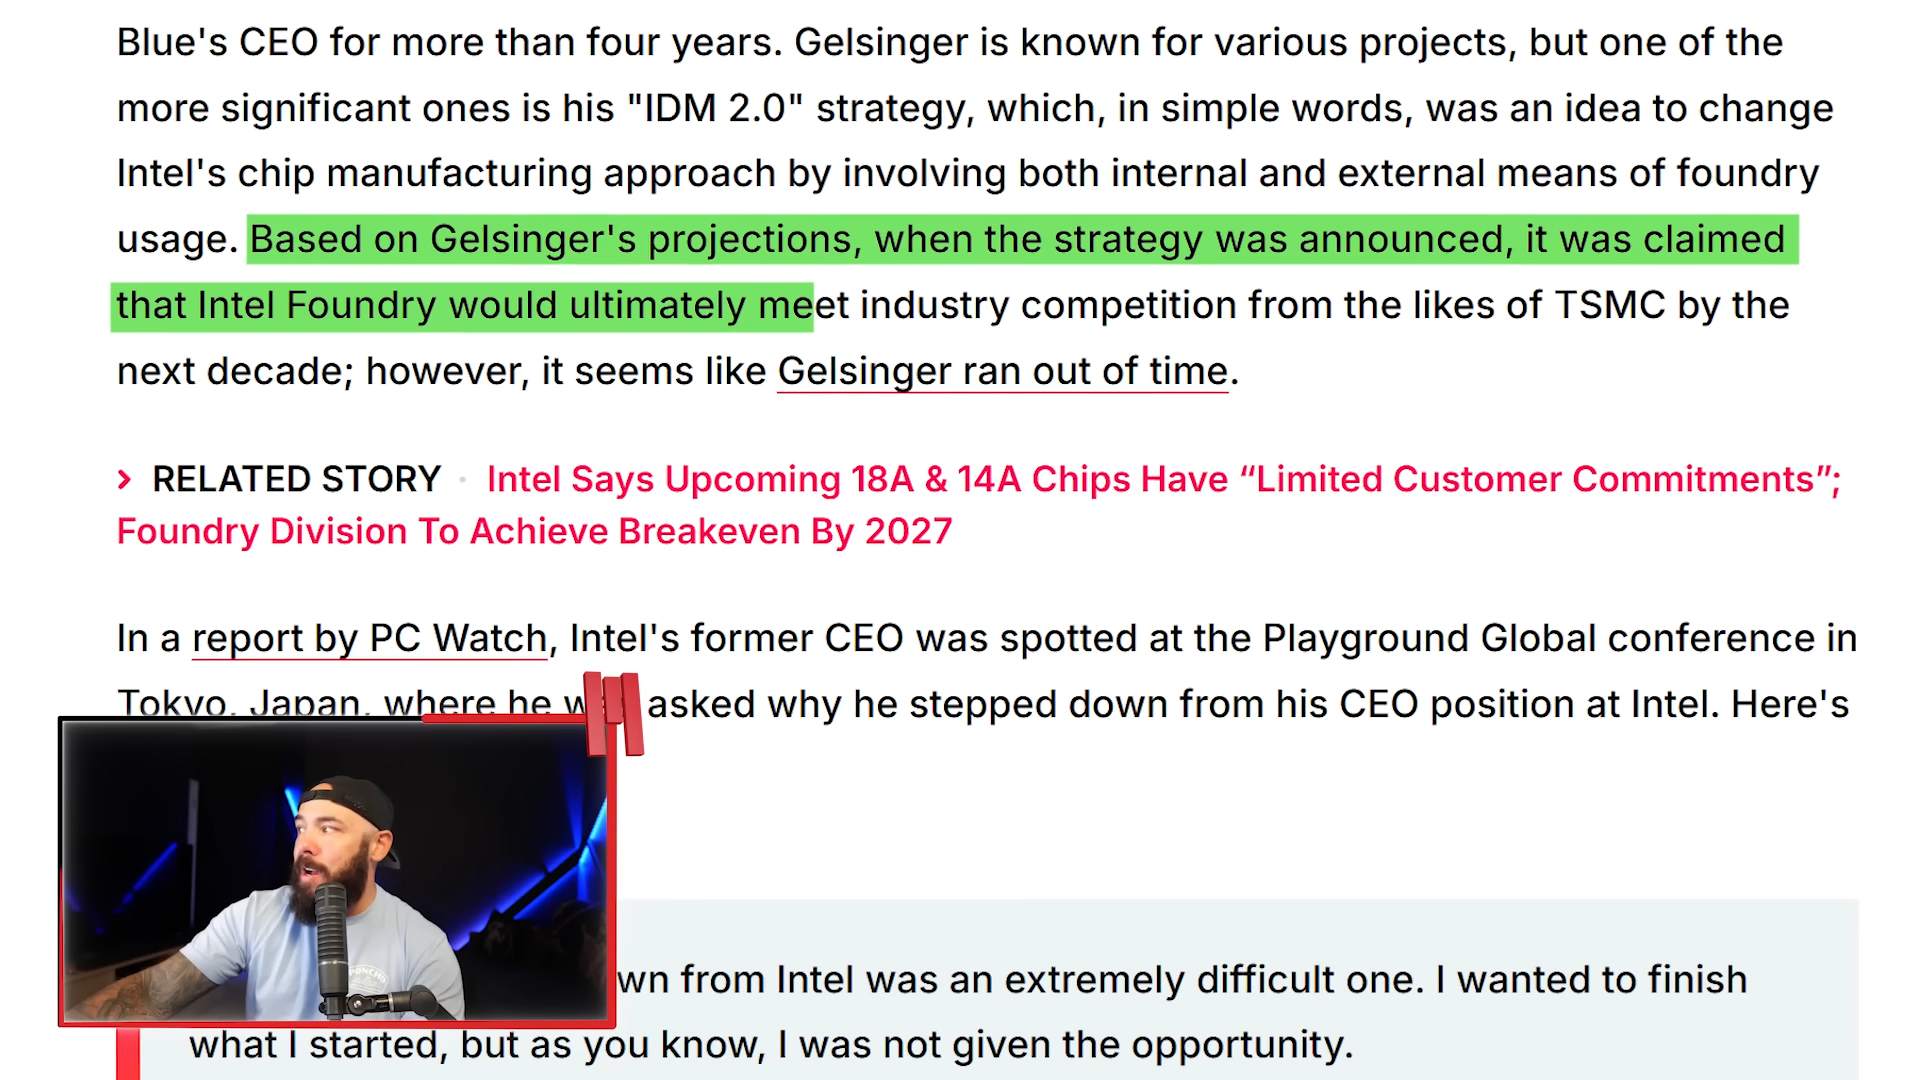 Blue's CEO for more than four years. Gelsinger is known for various projects, but one of the
more significant ones is his "IDM 2.0" strategy, which, in simple words, was an idea to change
Intel's chip manufacturing approach by involving both internal and external means of foundry
usage. Based on Gelsinger's projections, when the strategy was announced, it was claimed
that Intel Foundry would ultimately meet industry competition from the likes of TSMC by the
next decade; however, it seems like Gelsinger ran out of time.
RELATED STORY · Intel Says Upcoming 18A & 14A Chips Have “Limited Customer Commitments”;
Foundry Division To Achieve Breakeven By 2027
In a report by PC Watch, Intel's former CEO was spotted at the Playground Global conference in
Tokyo, Japan, where he asked why he stepped down from his CEO position at Intel. Here's
from Intel was an extremely difficult one. I wanted to finish
what I started, but as you know, I was not given the opportunity.